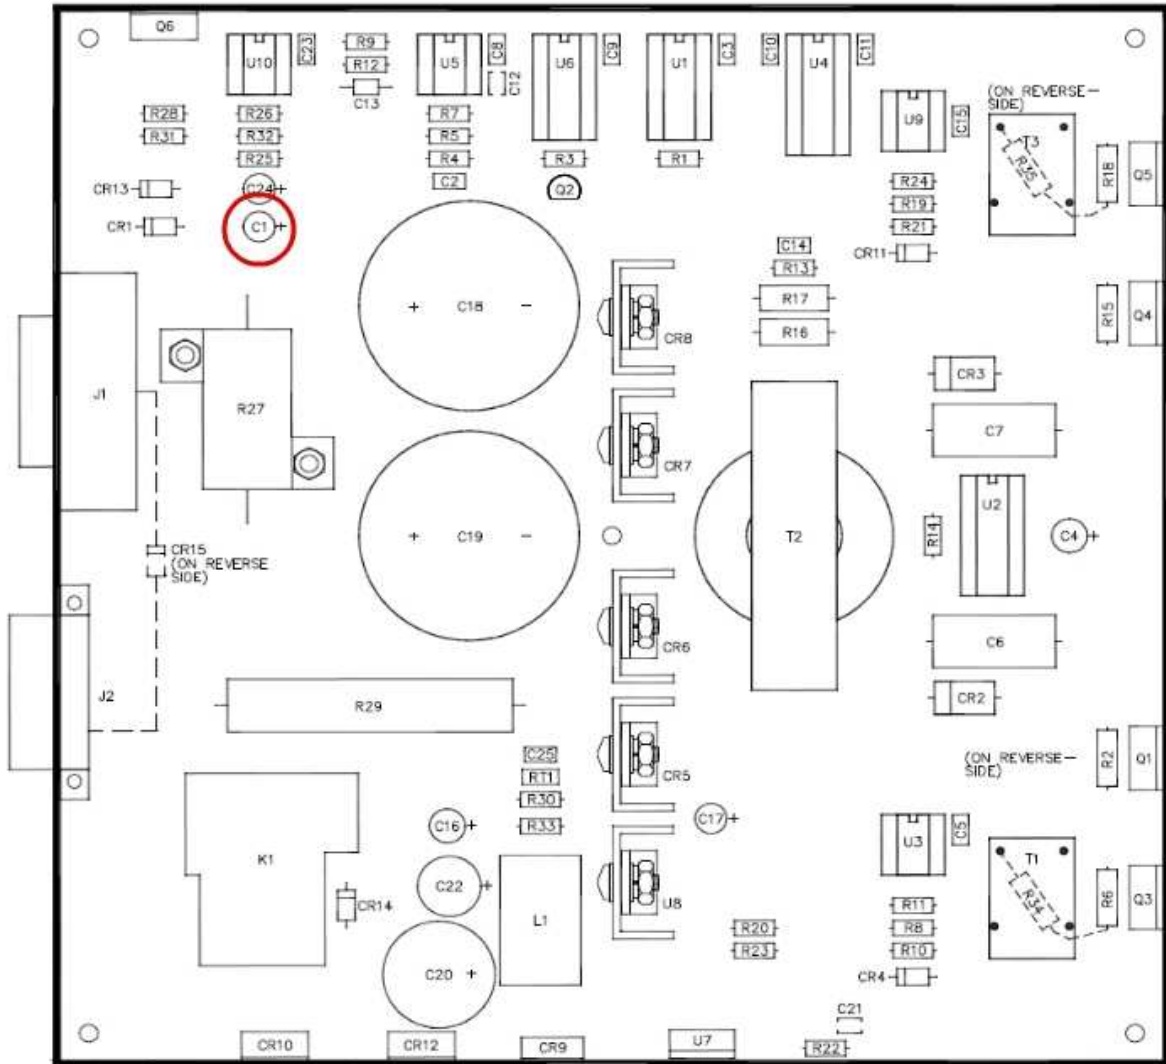 Q6
U10
C23
R9
R12
C13
U5
C8
C12
U6
C9
U1
C3
C10
U4
C11
(ON REVERSE-
SIDE)
R28
R31
R26
R32
R25
R7
R5
R4
C2
R3
Q2
R1
U9
C15
T3
R35
R18
Q5
CR13
C24+
CR1
C1+
R24
R19
R21
CR11
C14
R13
R17
R16
R15
Q4
+ C18 -
CR8
J1
R27
CR3
C7
CR7
+ C19 -
T2
R14
U2
C4+
CR15
(ON REVERSE
SIDE)
CR6
C6
CR2
J2
R29
C25
RT1
R30
R33
CR5
(ON REVERSE-
SIDE)
R2
Q1
C16+
C17+
K1
C22+
CR14
L1
U8
U3
C5
T1
R34
R6
Q3
R11
R8
R10
CR4
R20
R23
C20+
C21
R22
CR10
CR12
CR9
U7